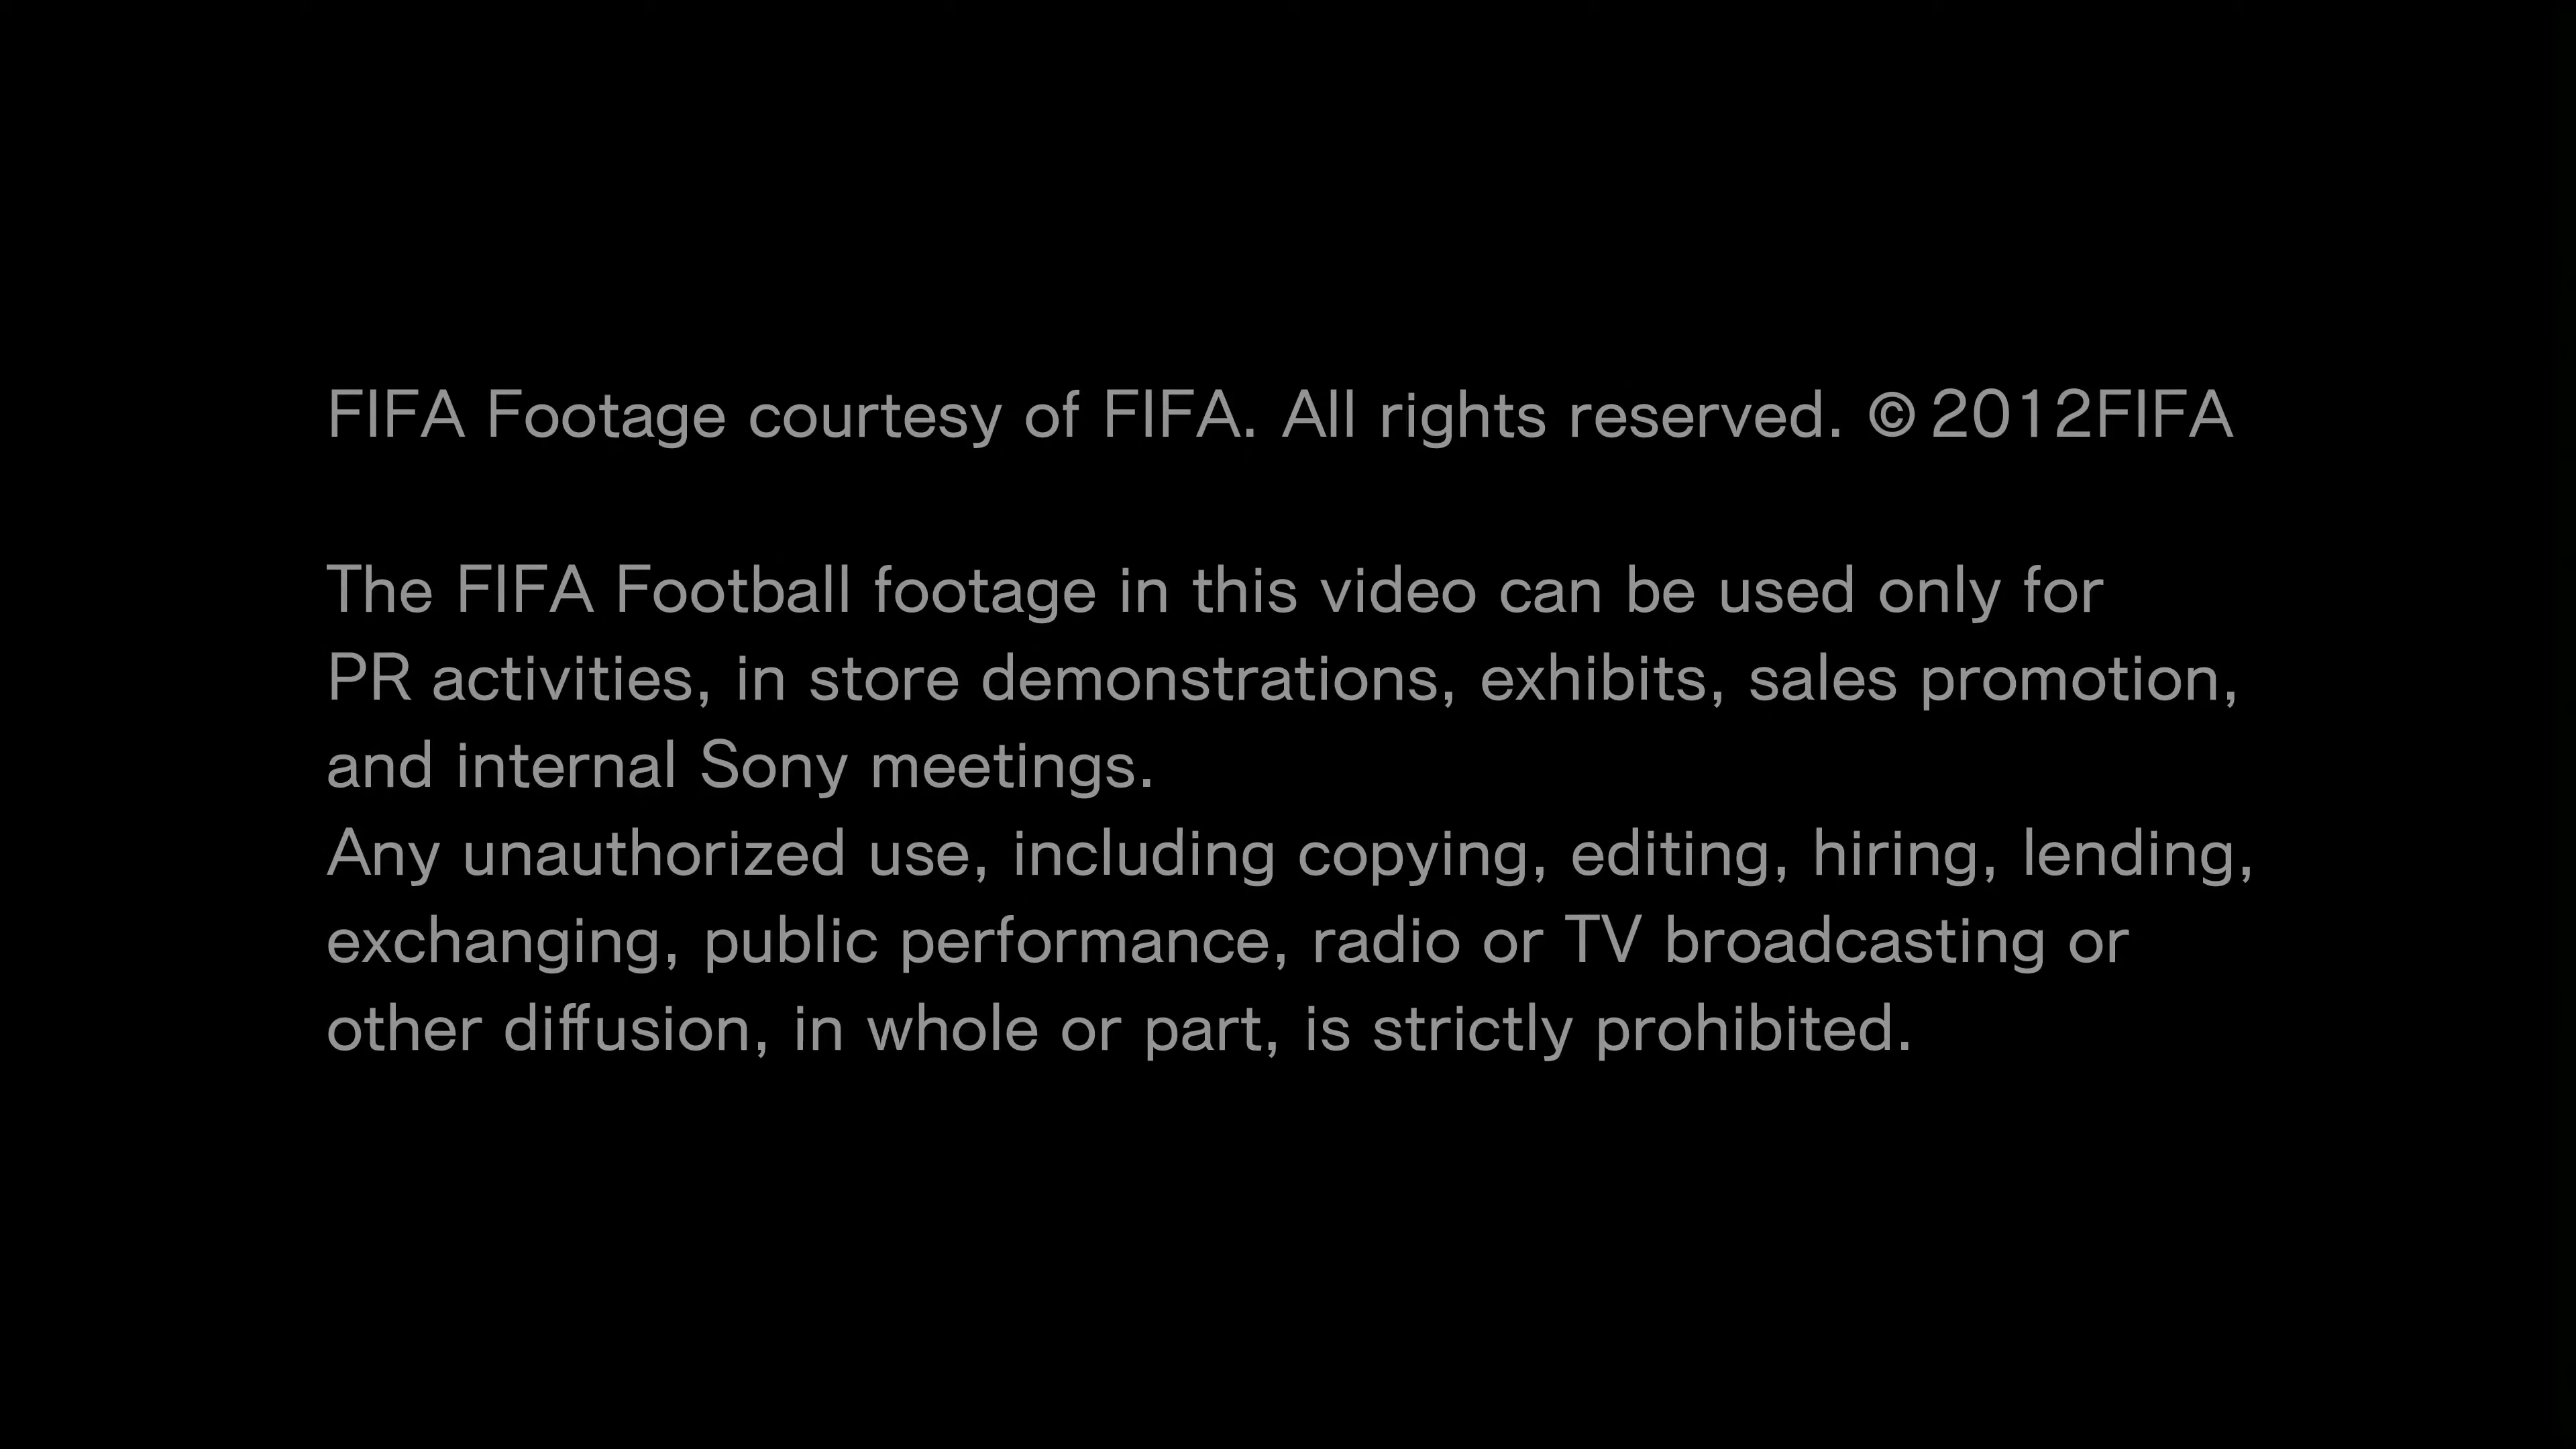 FIFA Footage courtesy of FIFA. All rights reserved. © 2012FIFA
The FIFA Football footage in this video can be used only for
PR activities, in store demonstrations, exhibits, sales promotion,
and internal Sony meetings.
Any unauthorized use, including copying, editing, hiring, lending,
exchanging, public performance, radio or TV broadcasting or
other diffusion, in whole or part, is strictly prohibited.